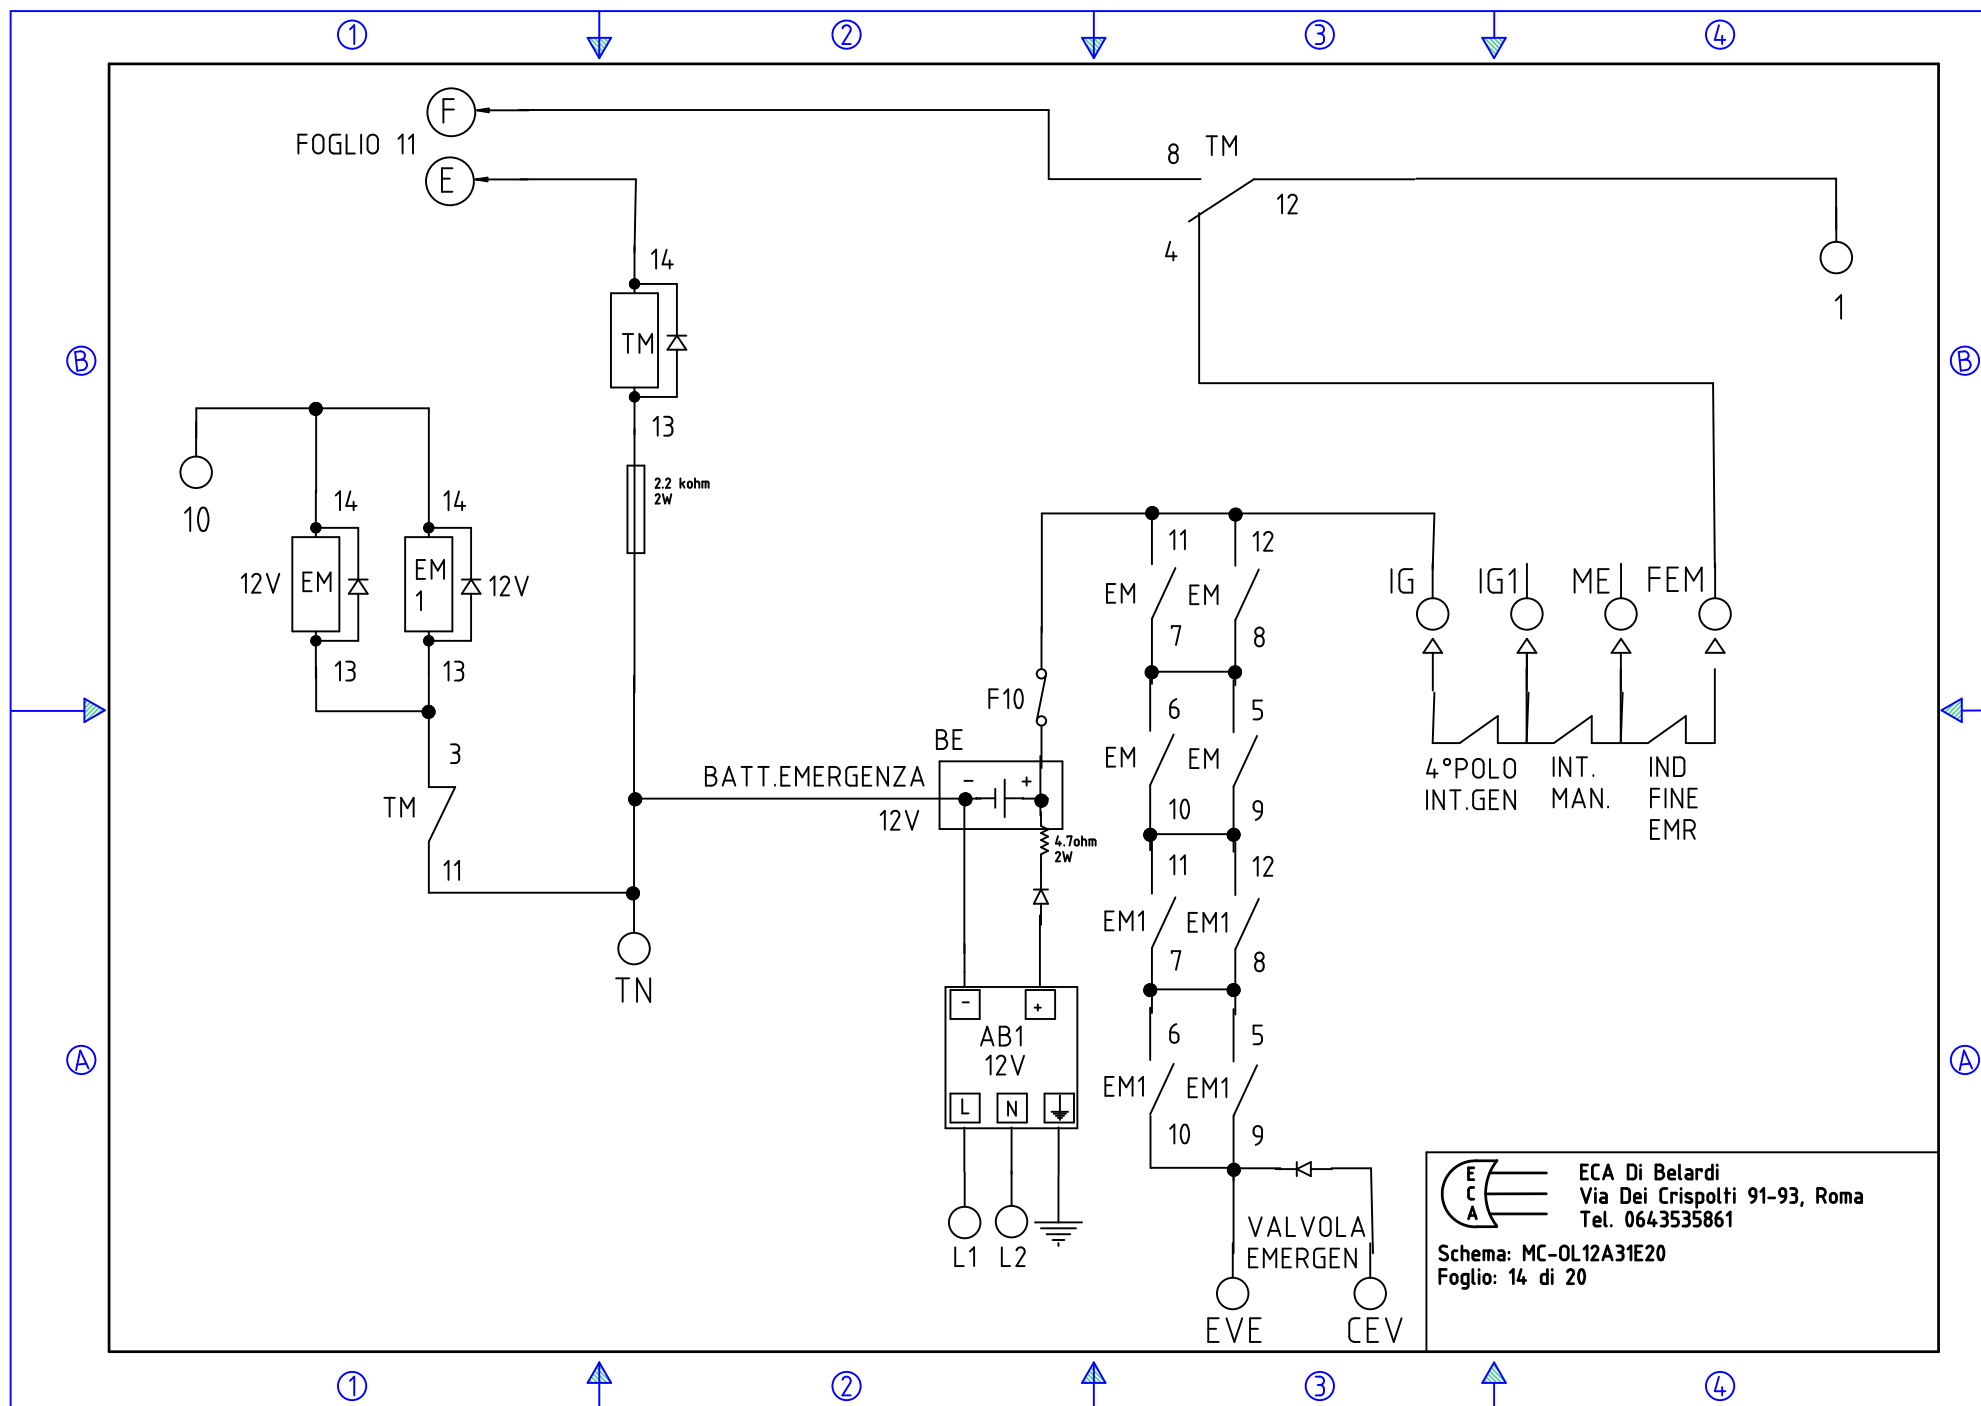 1 2 3 4
F
FOGLIO 11
E
8 TM
12
4
1
14
TM
13
2.2 kohm
2W
B B
10
14 14
12V EM
EM
1
12V
13 13
3
TM
11
TN
BATT.EMERGENZA
12V
BE
- +
F10
4.7ohm
2W
- +
AB1
12V
L N
L1 L2
11 12
EM EM
7 8
6 5
EM EM
10 9
11 12
EM1 EM1
7 8
6 5
EM1 EM1
10 9
VALVOLA
EMERGEN
EVE CEV
IG IG1 ME FEM
4°POLO
INT.GEN
INT.
MAN.
IND
FINE
EMR
A A
E
C
A
ECA Di Belardi
Via Dei Crispolti 91-93, Roma
Tel. 0643535861
Schema: MC-OL12A31E20
Foglio: 14 di 20
1 2 3 4